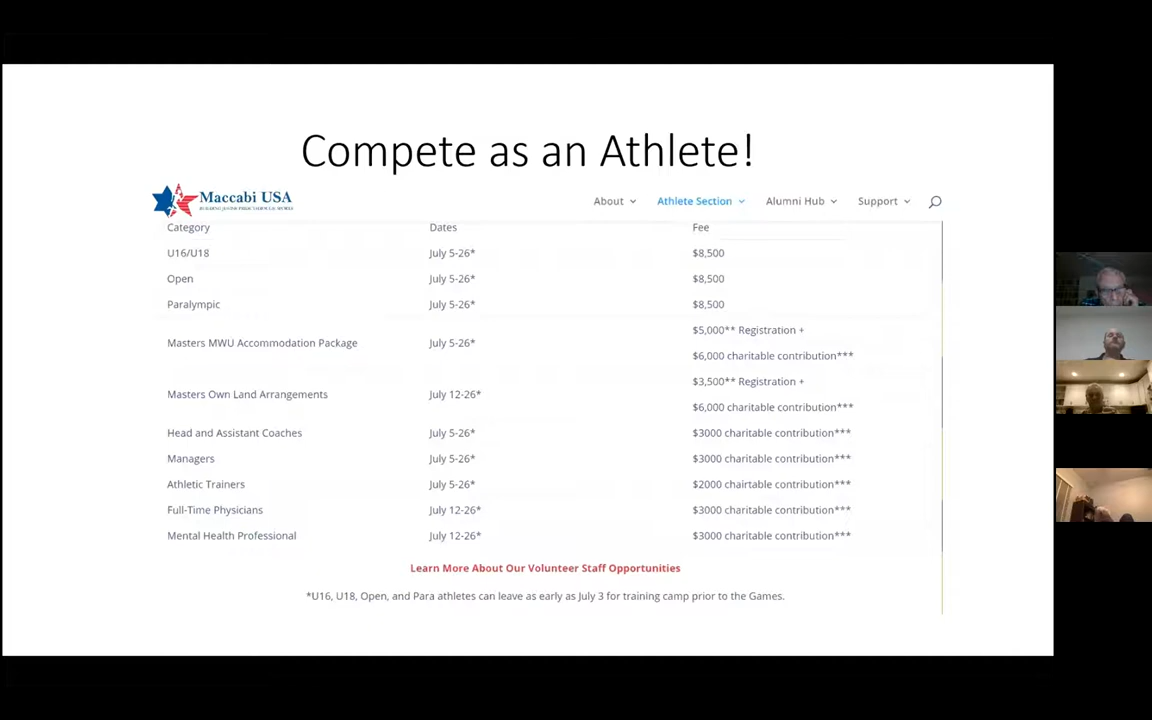 Compete as an Athlete!
Maccabi USA
About Athlete Section Alumni Hub Support
Category Dates Fee
U16/U18 July 5-26* $8,500
Open July 5-26* $8,500
Paralympic July 5-26* $8,500
Masters MWU Accommodation Package July 5-26* $5,000** Registration +
$6,000 charitable contribution***
Masters Own Land Arrangements July 12-26* $3,500** Registration +
$6,000 charitable contribution***
Head and Assistant Coaches July 5-26* $3000 charitable contribution***
Managers July 5-26* $3000 charitable contribution***
Athletic Trainers July 5-26* $2000 chairtable contribution***
Full-Time Physicians July 12-26* $3000 charitable contribution***
Mental Health Professional July 12-26* $3000 charitable contribution***
Learn More About Our Volunteer Staff Opportunities
*U16, U18, Open, and Para athletes can leave as early as July 3 for training camp prior to the Games.